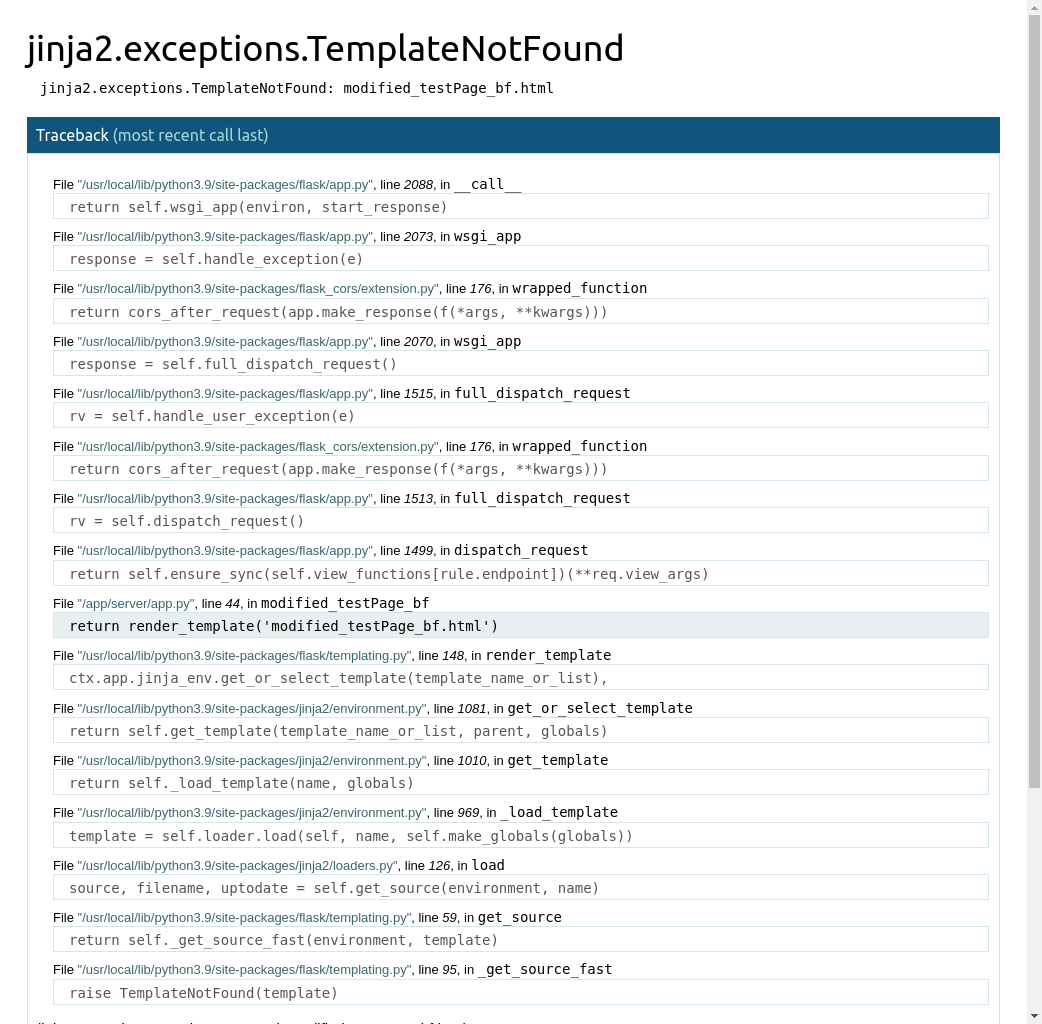 jinja2.exceptions.TemplateNotFound
jinja2.exceptions.TemplateNotFound: modified_testPage_bf.html
Traceback (most recent call last)
File "/usr/local/lib/python3.9/site-packages/flask/app.py", line 2088, in __call__
return self.wsgi_app(environ, start_response)
File "/usr/local/lib/python3.9/site-packages/flask/app.py", line 2073, in wsgi_app
response = self.handle_exception(e)
File "/usr/local/lib/python3.9/site-packages/flask_cors/extension.py", line 176, in wrapped_function
return cors_after_request(app.make_response(f(*args, **kwargs)))
File "/usr/local/lib/python3.9/site-packages/flask/app.py", line 2070, in wsgi_app
response = self.full_dispatch_request()
File "/usr/local/lib/python3.9/site-packages/flask/app.py", line 1515, in full_dispatch_request
rv = self.handle_user_exception(e)
File "/usr/local/lib/python3.9/site-packages/flask_cors/extension.py", line 176, in wrapped_function
return cors_after_request(app.make_response(f(*args, **kwargs)))
File "/usr/local/lib/python3.9/site-packages/flask/app.py", line 1513, in full_dispatch_request
rv = self.dispatch_request()
File "/usr/local/lib/python3.9/site-packages/flask/app.py", line 1499, in dispatch_request
return self.ensure_sync(self.view_functions[rule.endpoint])(**req.view_args)
File "/app/server/app.py", line 44, in modified_testPage_bf
return render_template('modified_testPage_bf.html')
File "/usr/local/lib/python3.9/site-packages/flask/templating.py", line 148, in render_template
ctx.app.jinja_env.get_or_select_template(template_name_or_list),
File "/usr/local/lib/python3.9/site-packages/jinja2/environment.py", line 1081, in get_or_select_template
return self.get_template(template_name_or_list, parent, globals)
File "/usr/local/lib/python3.9/site-packages/jinja2/environment.py", line 1010, in get_template
return self._load_template(name, globals)
File "/usr/local/lib/python3.9/site-packages/jinja2/environment.py", line 969, in _load_template
template = self.loader.load(self, name, self.make_globals(globals))
File "/usr/local/lib/python3.9/site-packages/jinja2/loaders.py", line 126, in load
source, filename, uptodate = self.get_source(environment, name)
File "/usr/local/lib/python3.9/site-packages/flask/templating.py", line 59, in get_source
return self._get_source_fast(environment, template)
File "/usr/local/lib/python3.9/site-packages/flask/templating.py", line 95, in _get_source_fast
raise TemplateNotFound(template)